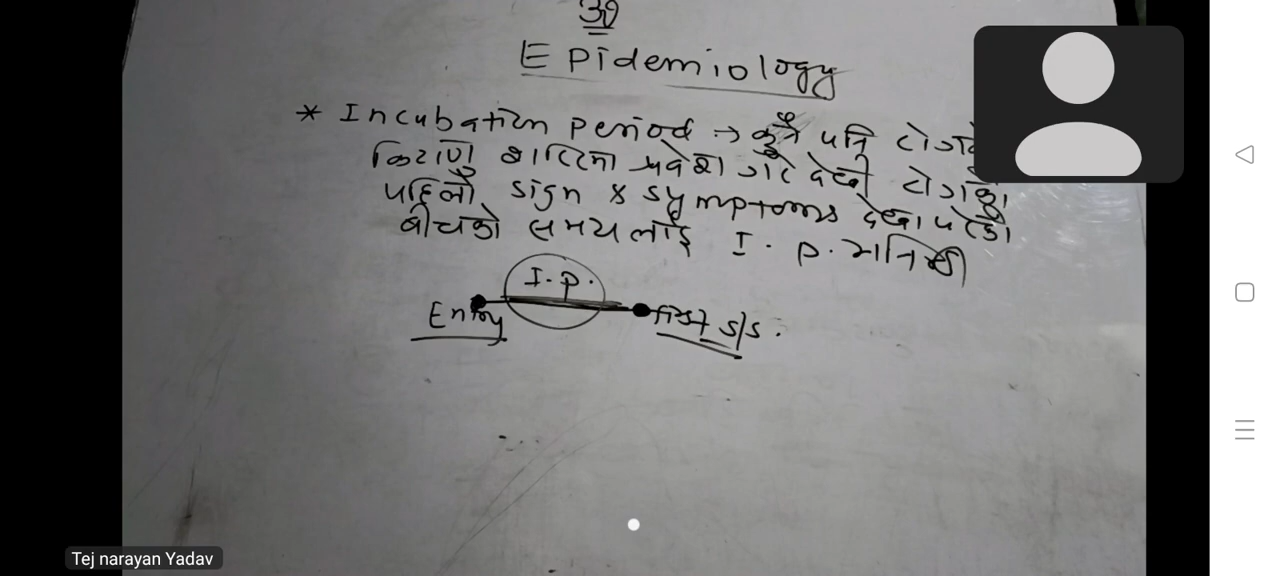 ॐ
Epidemiology
* Incubation period → कुनै पनि रोगको
किटाणु शरिरमा प्रवेश गरे देखी रोगको
पहिलो sign & symptoms देखा परेको
बीचको समय लाई I.P. भनिन्छ
I.P.
Entry
first s/s.
Tej narayan Yadav